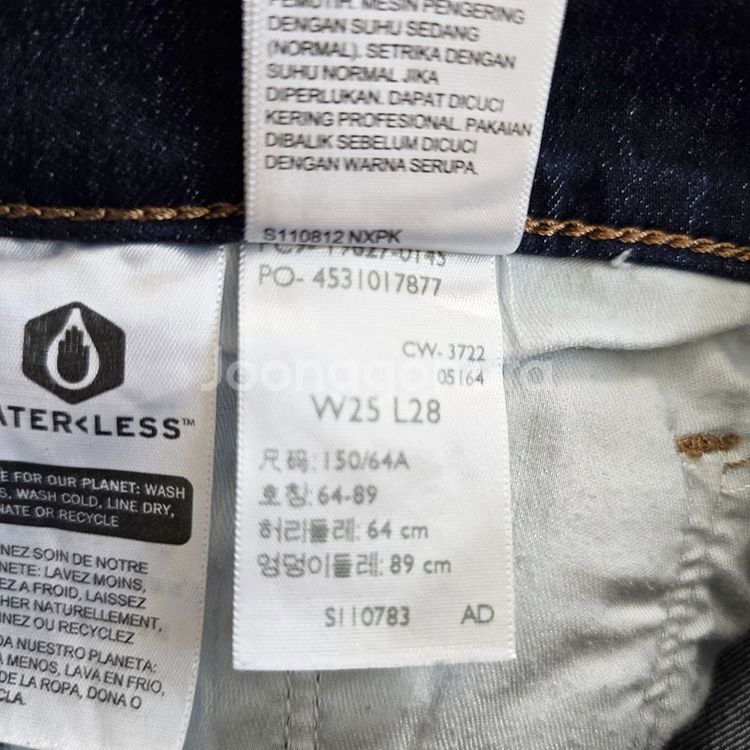 PEMUTIH. MESIN PENGERING
DENGAN SUHU SEDANG
(NORMAL). SETRIKA DENGAN
SUHU NORMAL JIKA
DIPERLUKAN. DAPAT DICUCI
KERING PROFESIONAL. PAKAIAN
DIBALIK SEBELUM DICUCI
DENGAN WARNA SERUPA.
S110812 NXPK
PO- 4531017877
CW- 3722
05164
W25 L28
尺码: 150/64A
호칭: 64-89
허리둘레: 64 cm
엉덩이둘레: 89 cm
S110783 AD
ATER<LESS™
E FOR OUR PLANET: WASH
S, WASH COLD, LINE DRY,
NATE OR RECYCLE
NEZ SOIN DE NOTRE
NETE: LAVEZ MOINS,
EZ A FROID, LAISSEZ
HER NATURELLEMENT,
INEZ OU RECYCLEZ
DA NUESTRO PLANETA:
A MENOS, LAVA EN FRIO,
DE LA ROPA, DONA O
CLA.
Joonggonara